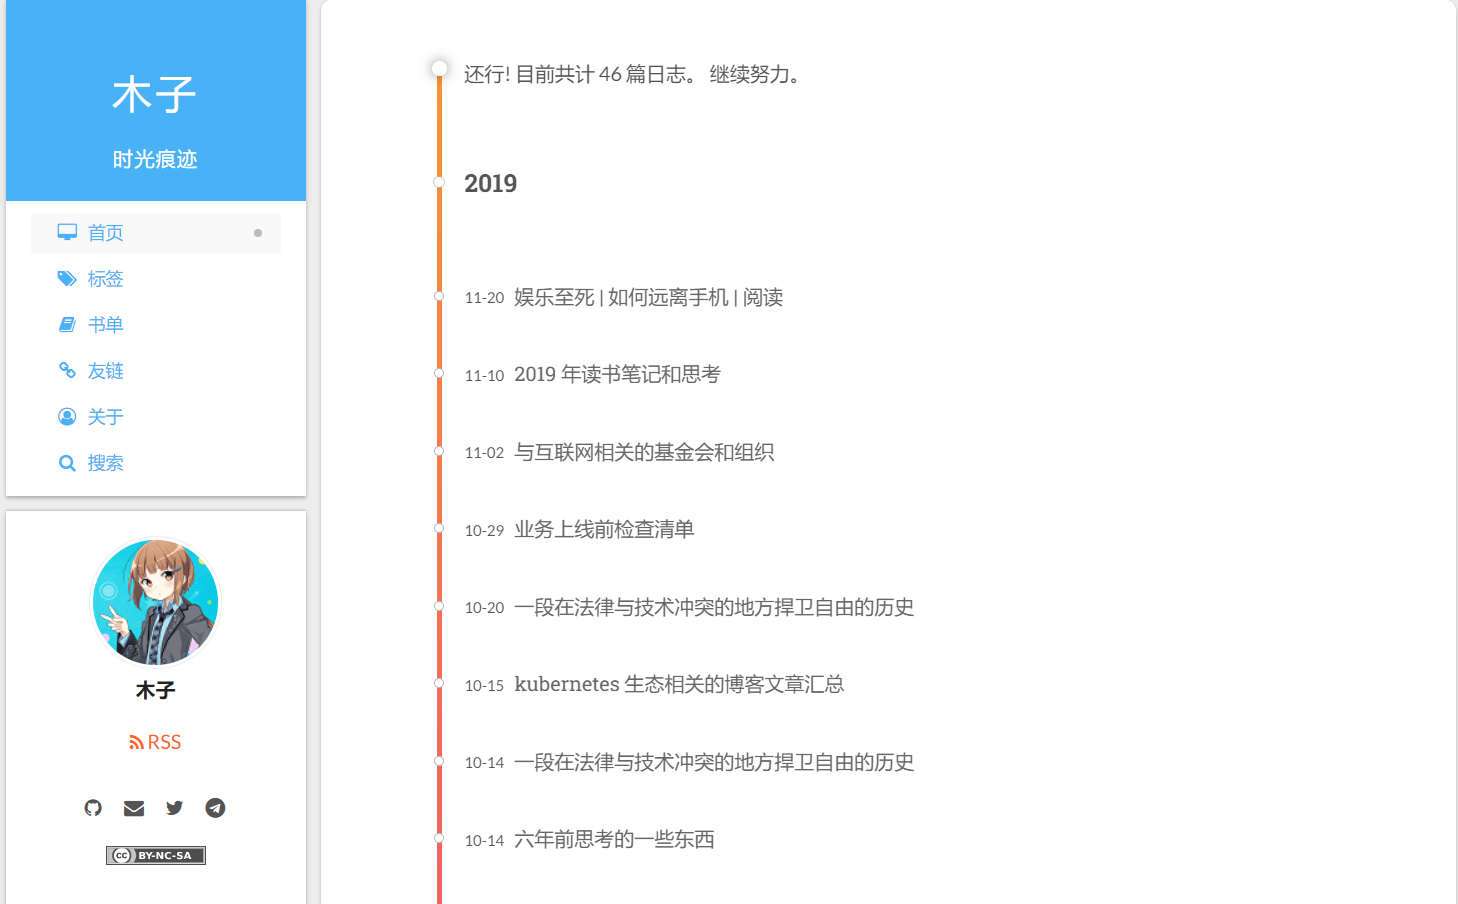 木子
时光痕迹
首页
标签
书单
友链
关于
搜索
木子
RSS
CC BY-NC-SA
还行! 目前共计 46 篇日志。 继续努力。
2019
11-20 娱乐至死 | 如何远离手机 | 阅读
11-10 2019 年读书笔记和思考
11-02 与互联网相关的基金会和组织
10-29 业务上线前检查清单
10-20 一段在法律与技术冲突的地方捍卫自由的历史
10-15 kubernetes 生态相关的博客文章汇总
10-14 一段在法律与技术冲突的地方捍卫自由的历史
10-14 六年前思考的一些东西